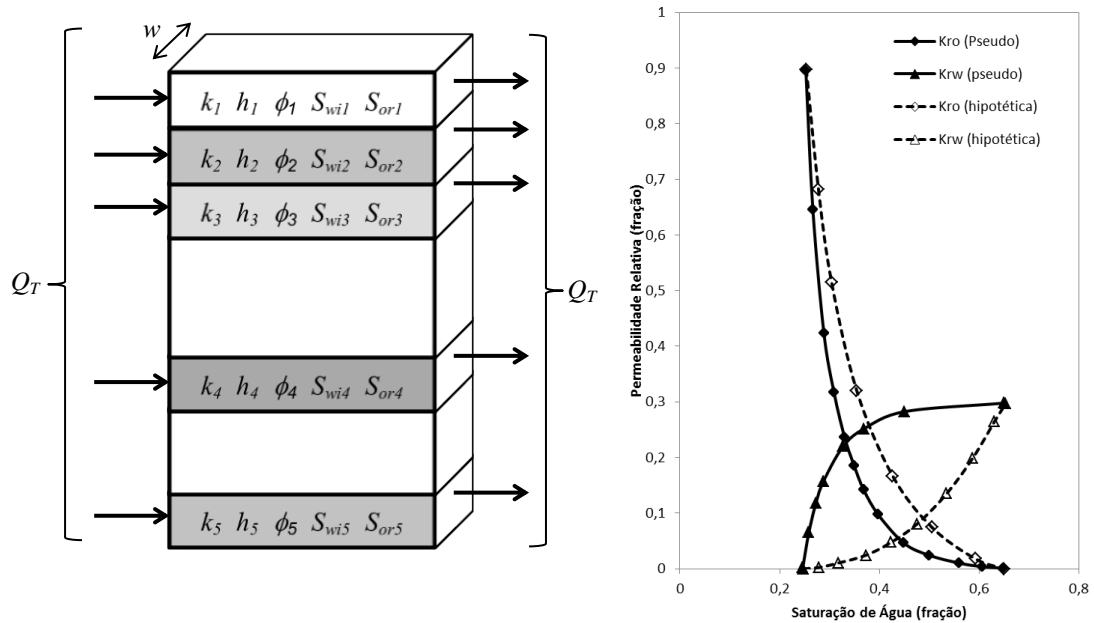 w
k1 h1 ϕ1 Swi1 Sor1
k2 h2 ϕ2 Swi2 Sor2
k3 h3 ϕ3 Swi3 Sor3
QT
QT
k4 h4 ϕ4 Swi4 Sor4
k5 h5 ϕ5 Swi5 Sor5
Permeabilidade Relativa (fração)
1
0,9
0,8
0,7
0,6
0,5
0,4
0,3
0,2
0,1
0
Kro (Pseudo)
Krw (pseudo)
Kro (hipotética)
Krw (hipotética)
0
0,2
0,4
0,6
0,8
Saturação de Água (fração)